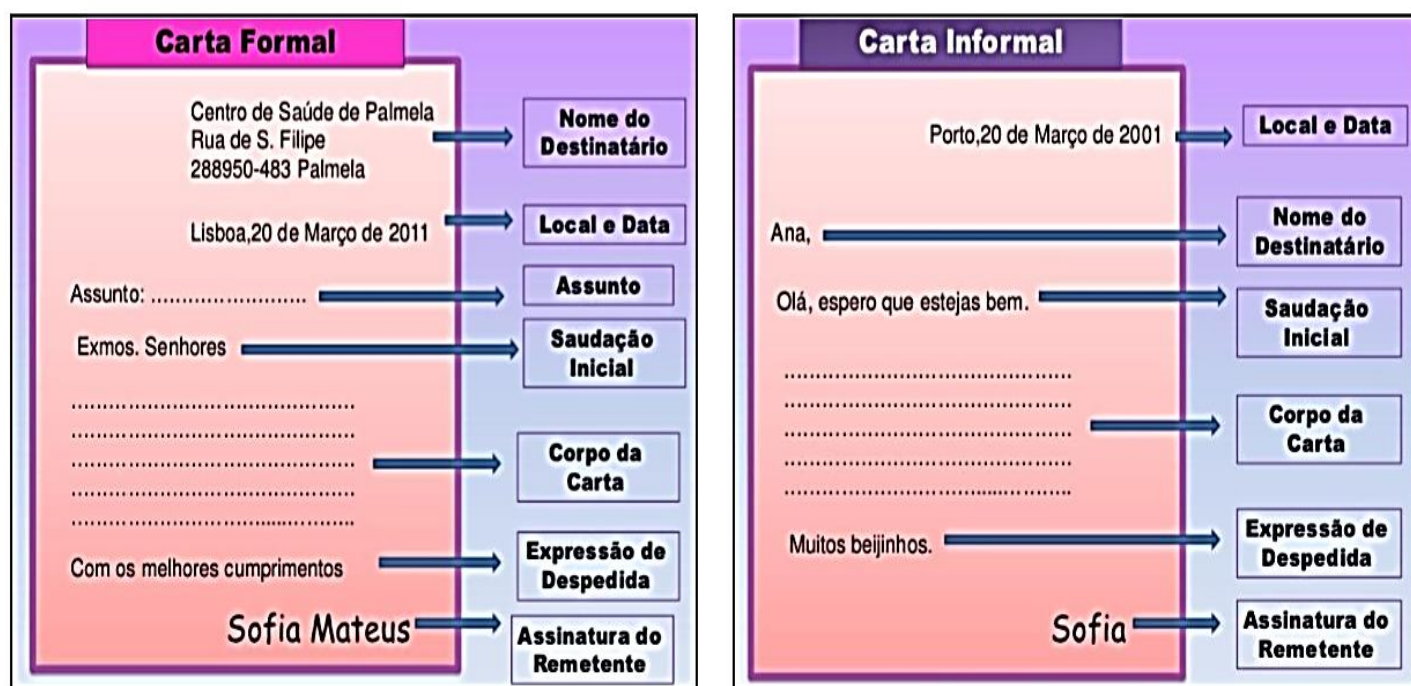 Carta Formal
Centro de Saúde de Palmela
Rua de S. Filipe
288950-483 Palmela
Nome do
Destinatário
Lisboa,20 de Março de 2011
Local e Data
Assunto: ..............................
Assunto
Exmos. Senhores
Saudação
Inicial
Corpo da
Carta
Com os melhores cumprimentos
Expressão de
Despedida
Sofia Mateus
Assinatura do
Remetente
Carta Informal
Porto,20 de Março de 2001
Local e Data
Ana,
Nome do
Destinatário
Olá, espero que estejas bem.
Saudação
Inicial
Corpo da
Carta
Muitos beijinhos.
Expressão de
Despedida
Sofia
Assinatura do
Remetente